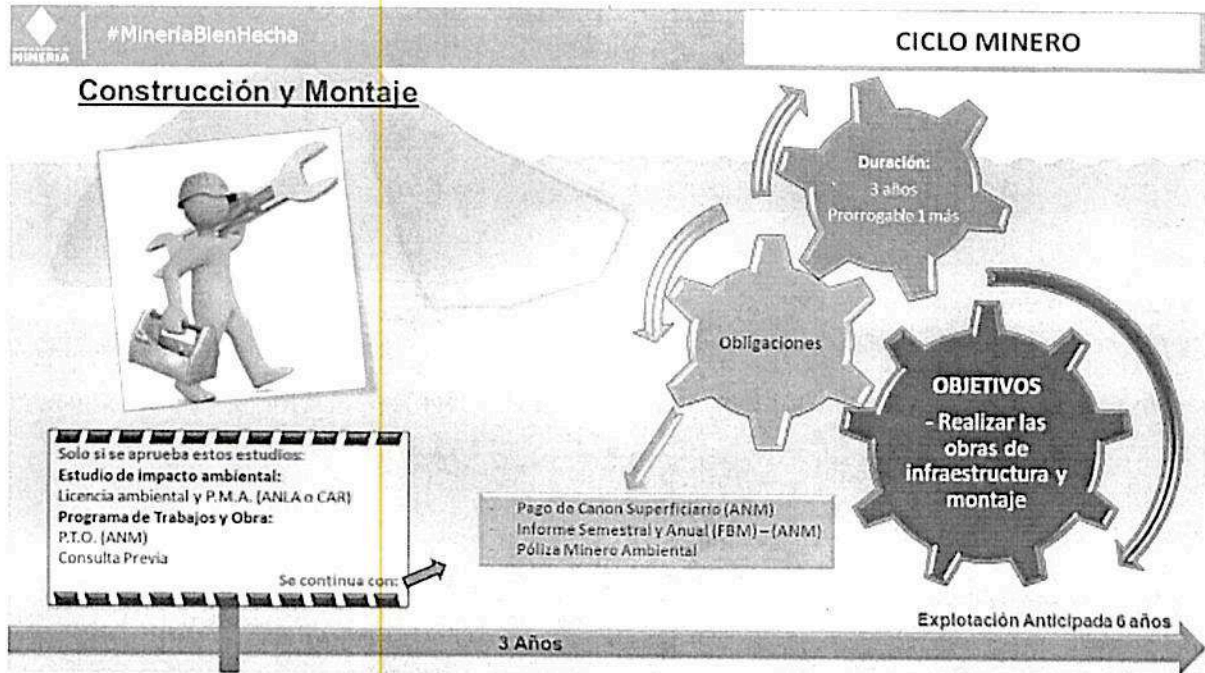 MINERÍA
#MineríaBienHecha
CICLO MINERO
Construcción y Montaje
Duración:
3 años
Prorrogable 1 más
Obligaciones
OBJETIVOS
- Realizar las
obras de
infraestructura y
montaje
Solo si se aprueba estos estudios:
Estudio de impacto ambiental:
Licencia ambiental y P.M.A. (ANLA o CAR)
Programa de Trabajos y Obra:
P.T.O. (ANM)
Consulta Previa
Se continua con:
- Pago de Canon Superficiario (ANM)
- Informe Semestral y Anual (FBM) – (ANM)
- Póliza Minero Ambiental
Explotación Anticipada 6 años
3 Años